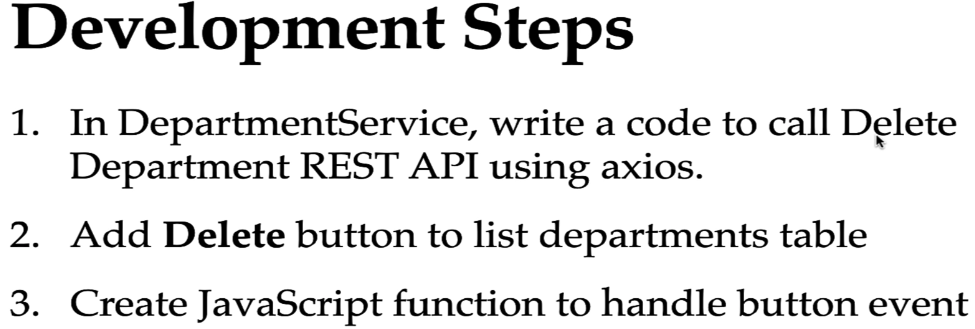 Development Steps
1. In DepartmentService, write a code to call Delete
Department REST API using axios.
2. Add Delete button to list departments table
3. Create JavaScript function to handle button event